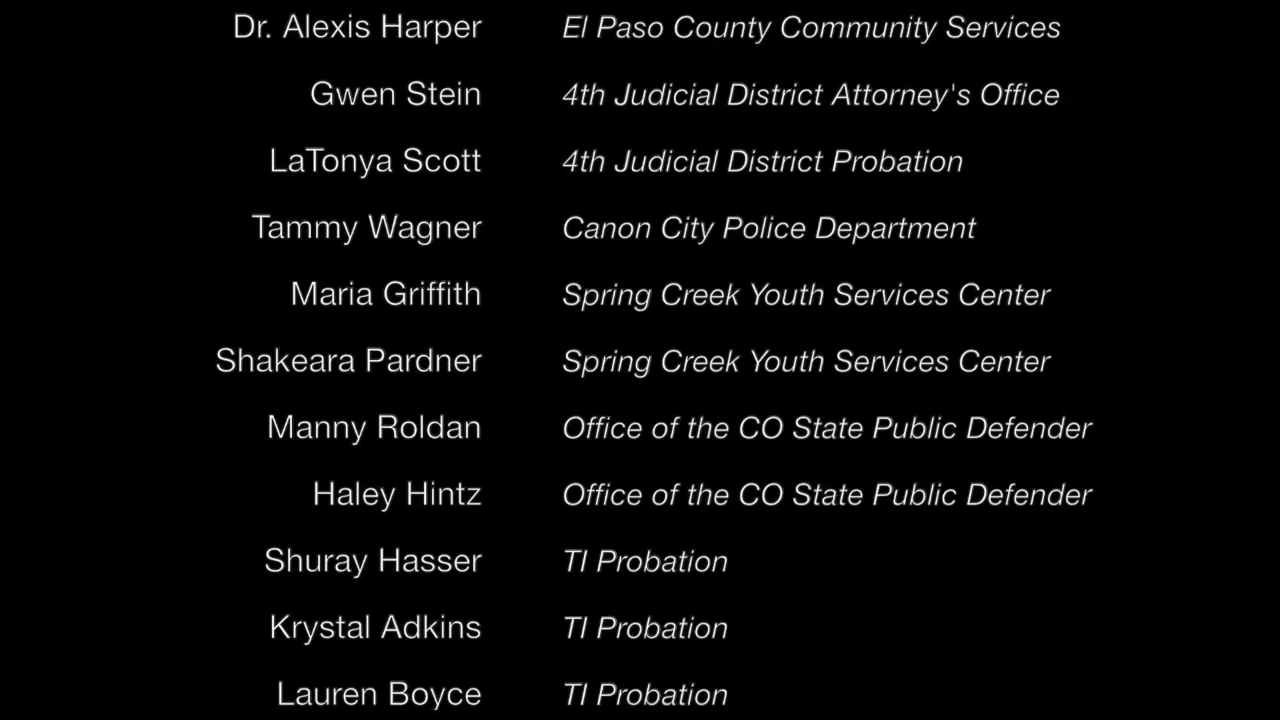 Dr. Alexis Harper El Paso County Community Services
Gwen Stein 4th Judicial District Attorney's Office
LaTonya Scott 4th Judicial District Probation
Tammy Wagner Canon City Police Department
Maria Griffith Spring Creek Youth Services Center
Shakeara Pardner Spring Creek Youth Services Center
Manny Roldan Office of the CO State Public Defender
Haley Hintz Office of the CO State Public Defender
Shuray Hasser TI Probation
Krystal Adkins TI Probation
Lauren Boyce TI Probation